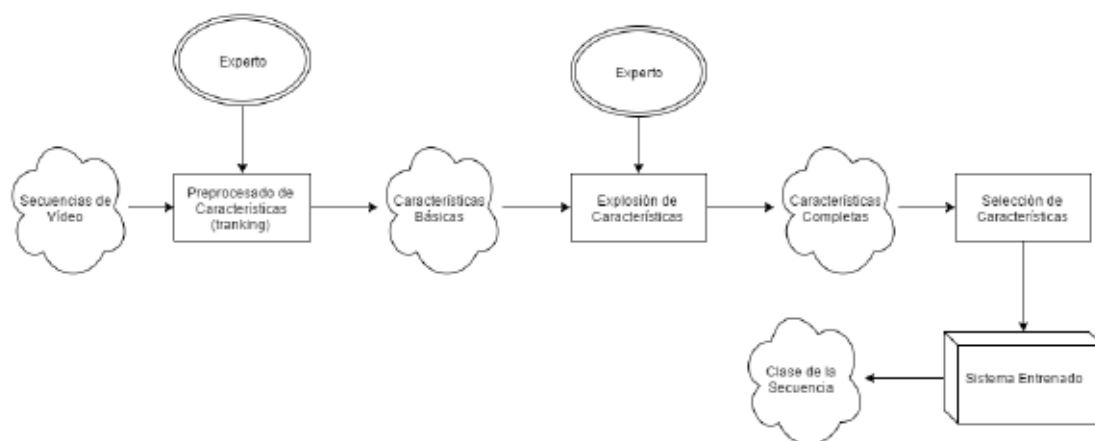 Experto
Experto
Secuencias de
Vídeo
Preprocesado de
Características
(tranking)
Características
Básicas
Explosión de
Características
Características
Completas
Selección de
Características
Clase de la
Secuencia
Sistema Entrenado